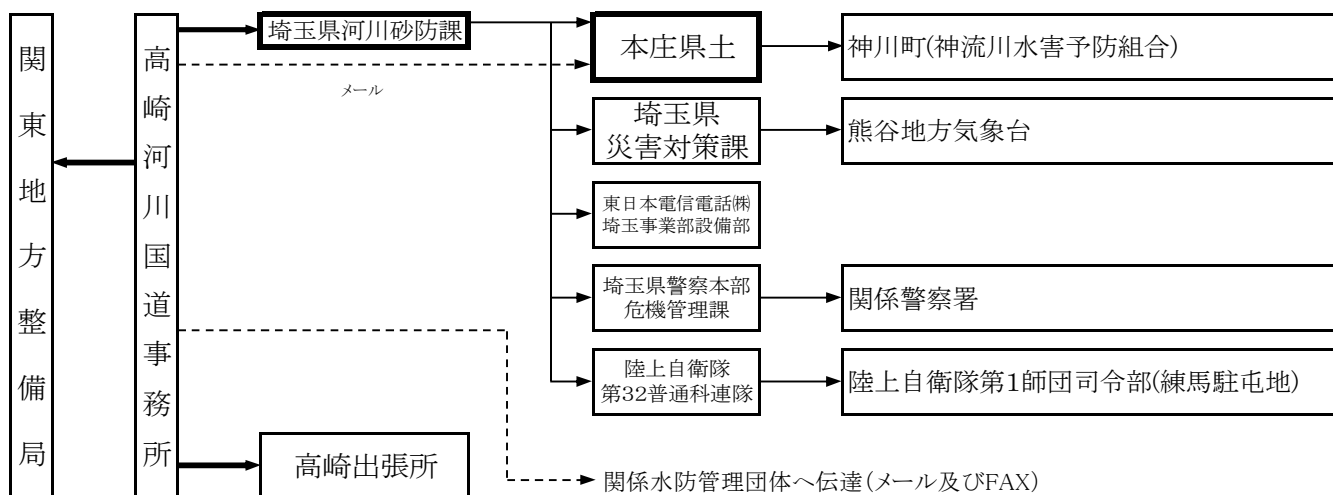 関東地方整備局
高崎河川国道事務所
埼玉県河川砂防課
メール
本庄県土
神川町(神流川水害予防組合)
埼玉県
災害対策課
熊谷地方気象台
東日本電信電話㈱
埼玉事業部設備部
埼玉県警察本部
危機管理課
関係警察署
陸上自衛隊
第32普通科連隊
陸上自衛隊第1師団司令部(練馬駐屯地)
高崎出張所
関係水防管理団体へ伝達(メール及びFAX)